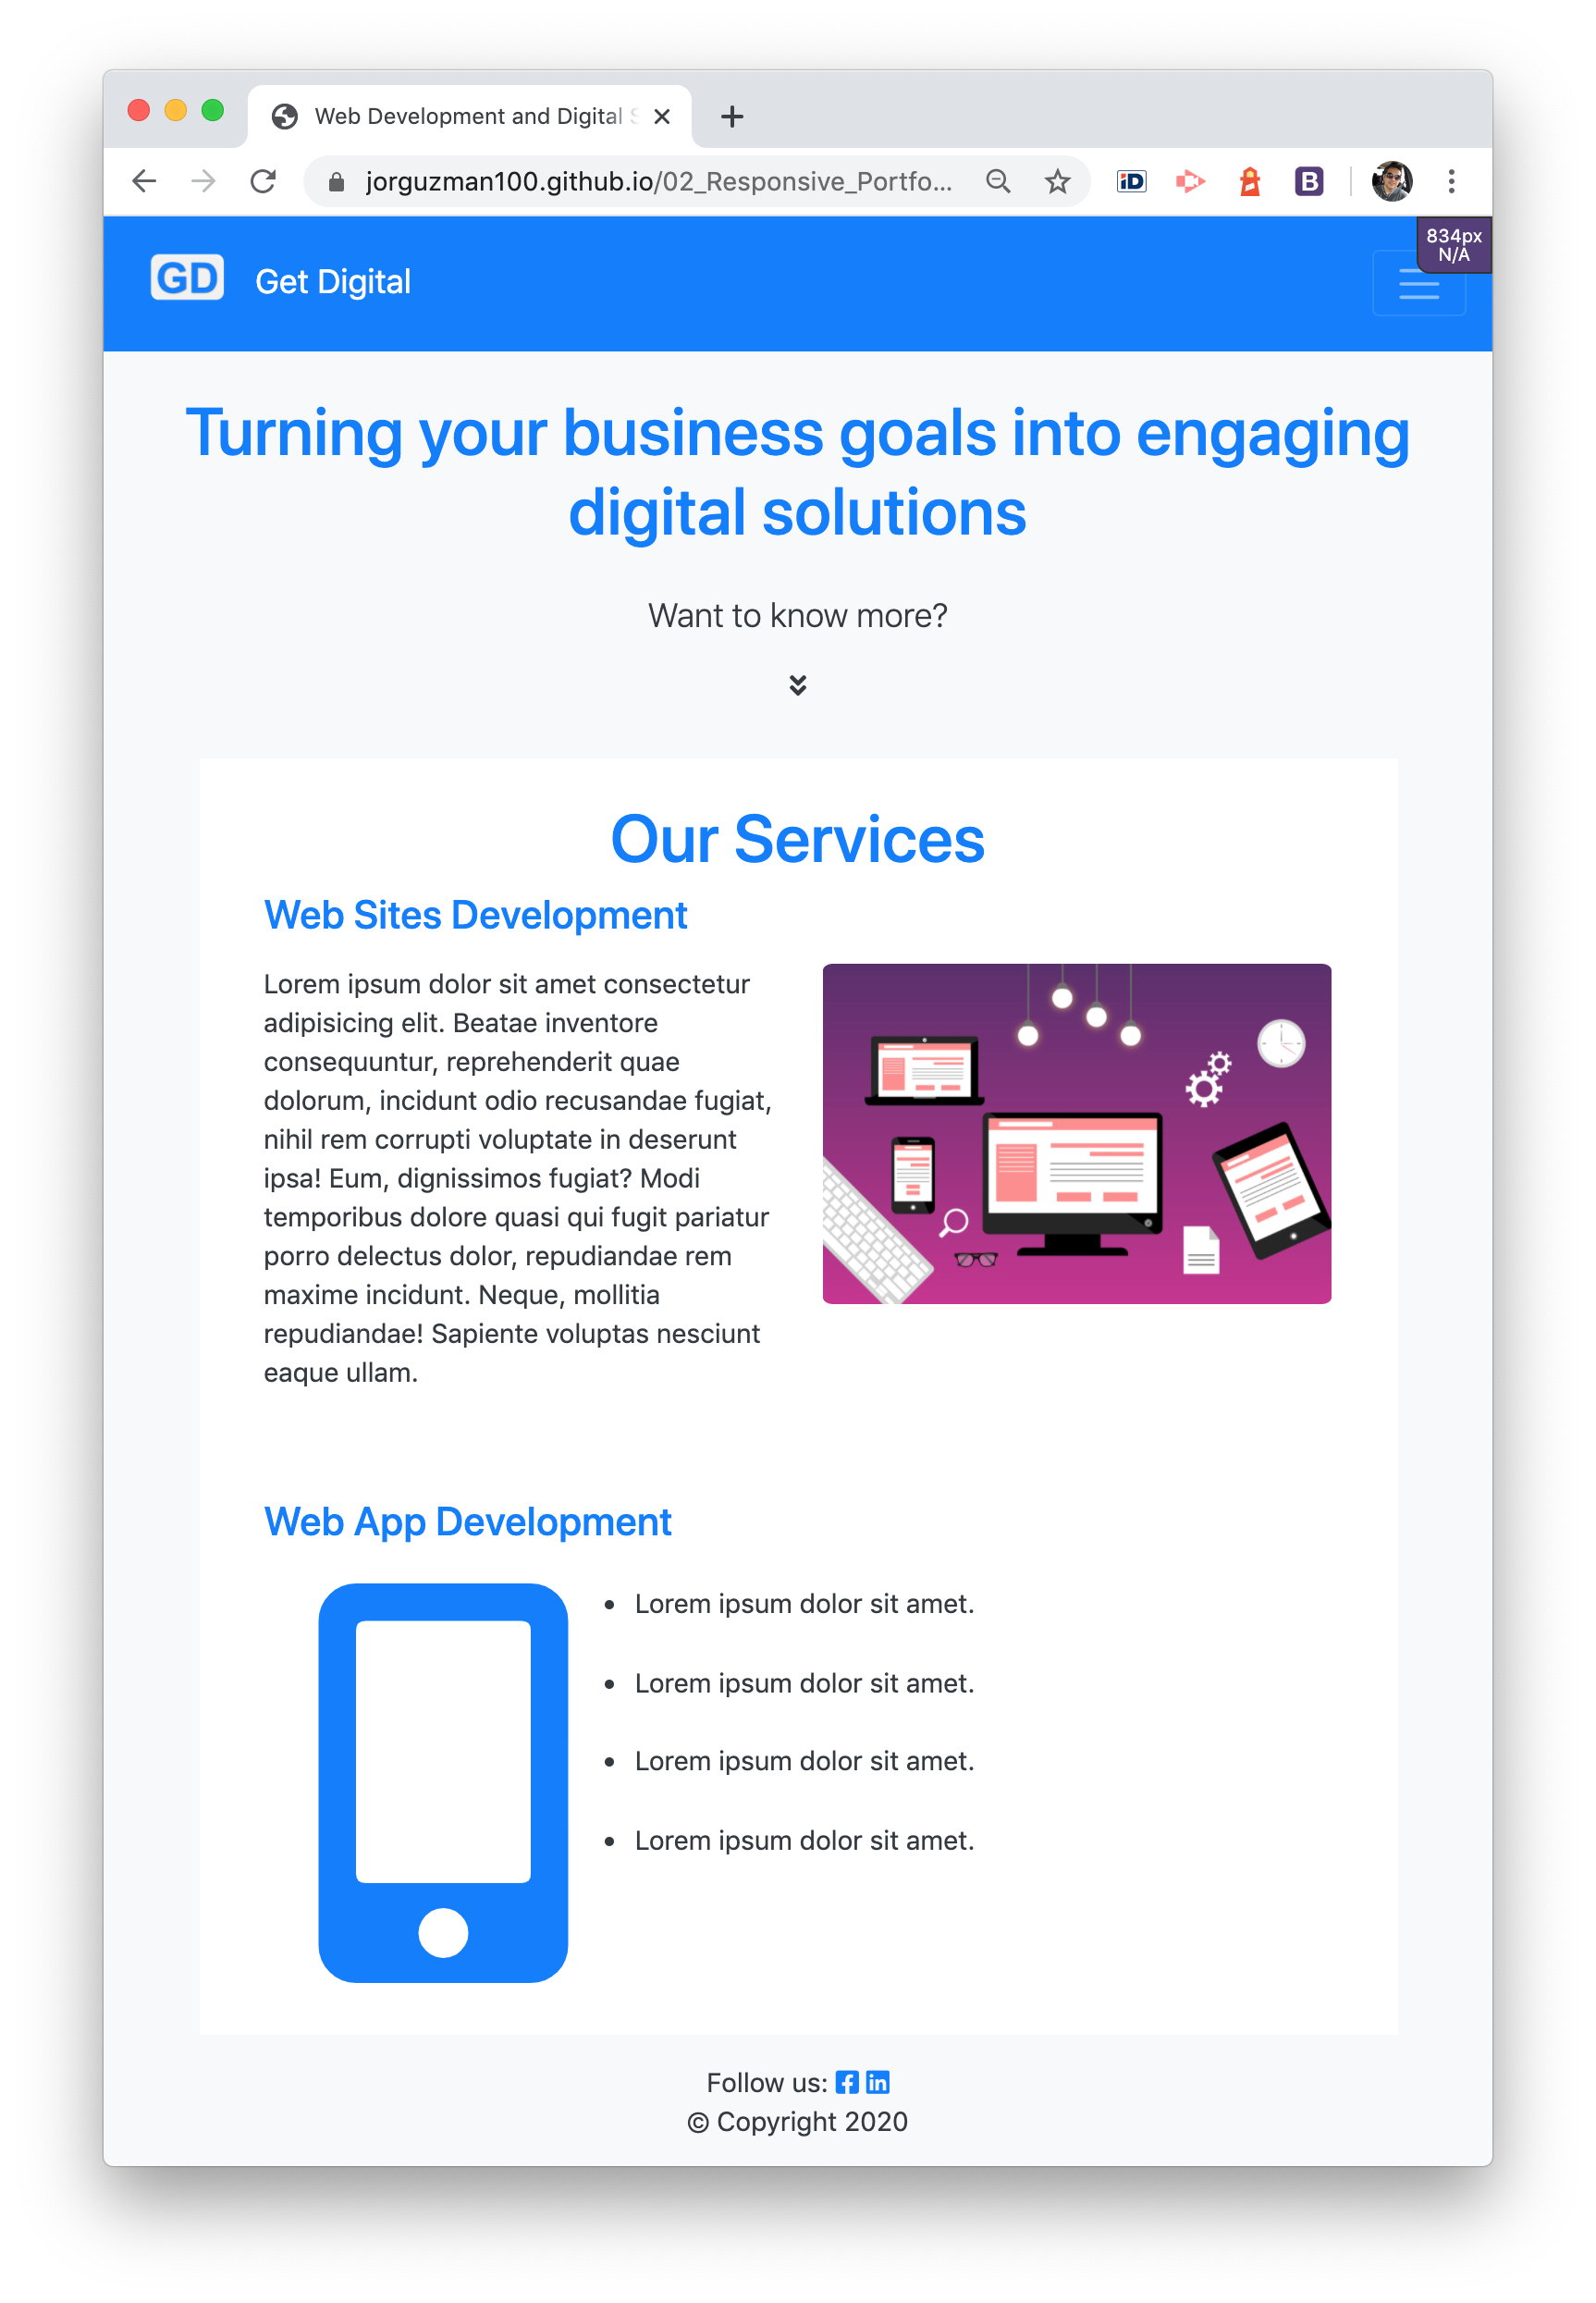 Web Development and Digital
jorguzman100.github.io/02_Responsive_Portfo...
iD
B
834px
N/A
GD
Get Digital
Turning your business goals into engaging
digital solutions
Want to know more?
Our Services
Web Sites Development
Lorem ipsum dolor sit amet consectetur
adipisicing elit. Beatae inventore
consequuntur, reprehenderit quae
dolorum, incidunt odio recusandae fugiat,
nihil rem corrupti voluptate in deserunt
ipsa! Eum, dignissimos fugiat? Modi
temporibus dolore quasi qui fugit pariatur
porro delectus dolor, repudiandae rem
maxime incidunt. Neque, mollitia
repudiandae! Sapiente voluptas nesciunt
eaque ullam.
Web App Development
• Lorem ipsum dolor sit amet.
• Lorem ipsum dolor sit amet.
• Lorem ipsum dolor sit amet.
• Lorem ipsum dolor sit amet.
Follow us:
© Copyright 2020